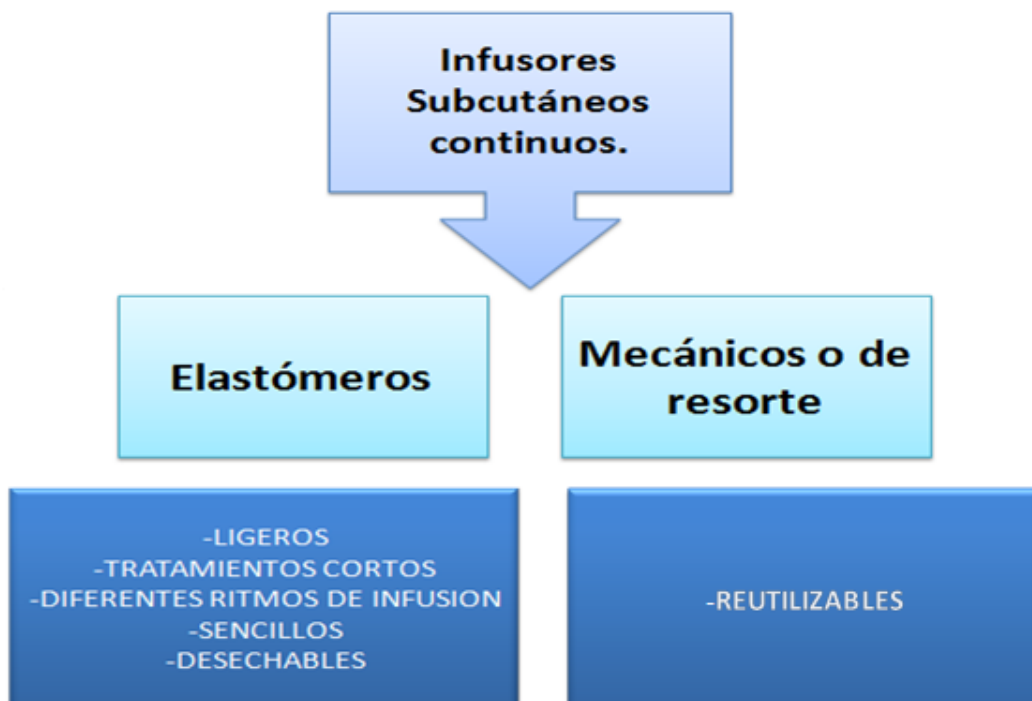 Infusores
Subcutáneos
continuos.
Elastómeros
Mecánicos o de
resorte
-LIGEROS
-TRATAMIENTOS CORTOS
-DIFERENTES RITMOS DE INFUSION
-SENCILLOS
-DESECHABLES
-REUTILIZABLES